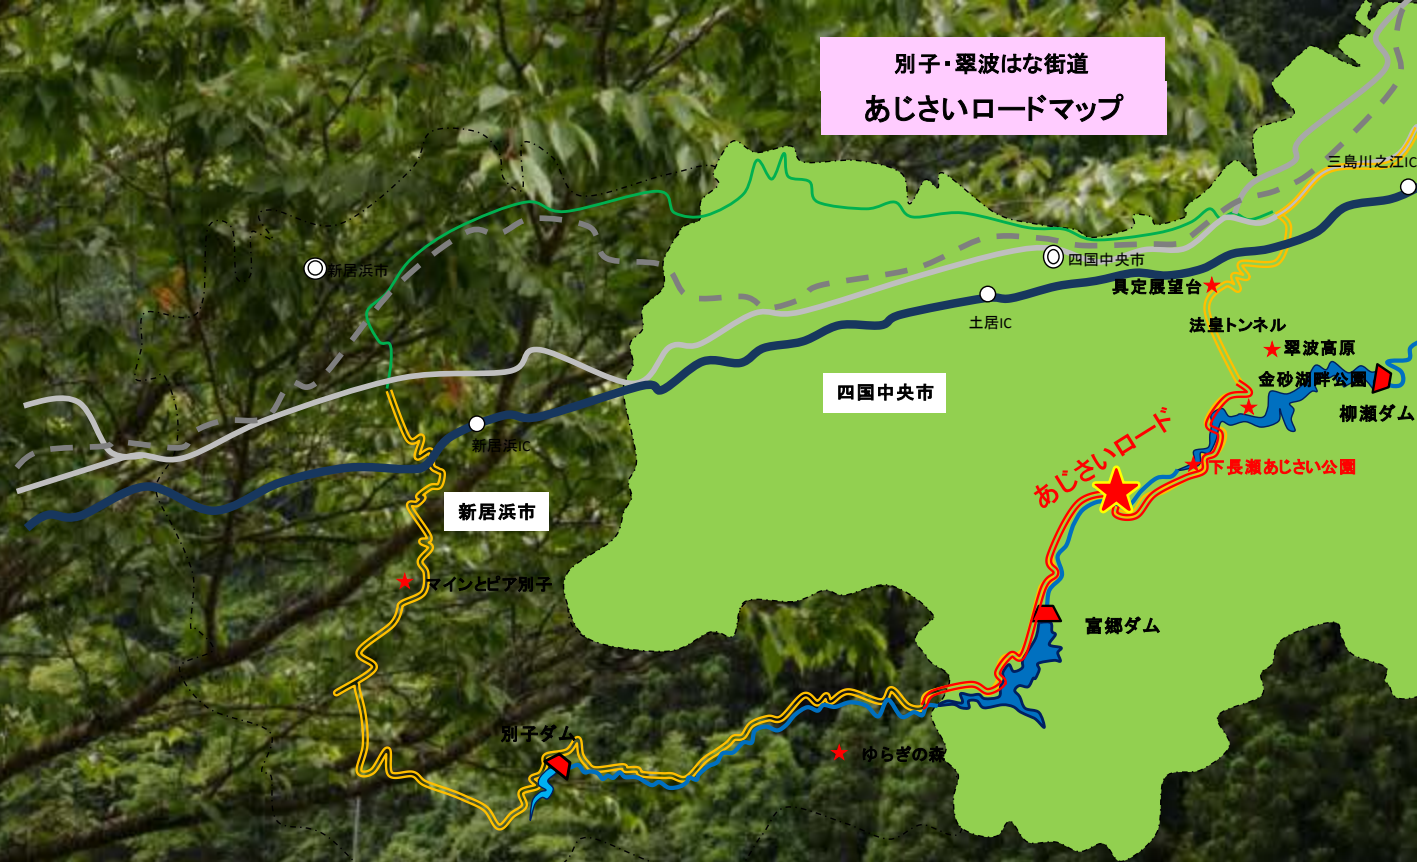 別子・翠波はな街道
あじさいロードマップ
三島川之江IC
新居浜市
四国中央市
具定展望台
土居IC
法皇トンネル
翠波高原
金砂湖畔公園
四国中央市
柳瀬ダム
新居浜IC
あじさいロード
下長瀬あじさい公園
新居浜市
マイントピア別子
富郷ダム
別子ダム
ゆらぎの森